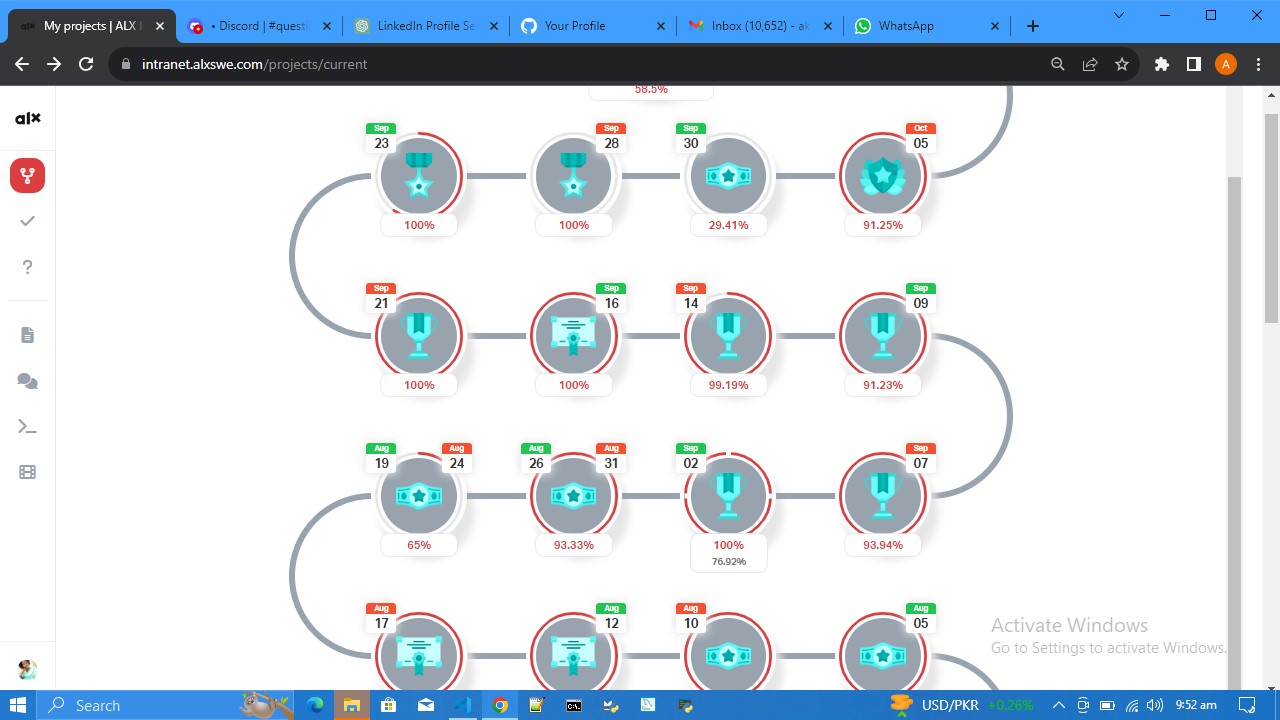 My projects | ALX
• Discord | #questi
LinkedIn Profile Se
Your Profile
Inbox (10,652) - ak
WhatsApp
intranet.alxswe.com/projects/current
A
alx
58.5%
Sep
23
Sep
28
Sep
30
Oct
05
100%
100%
29.41%
91.25%
Sep
21
Sep
16
Sep
14
Sep
09
100%
100%
99.19%
91.23%
Aug
19
Aug
24
Aug
26
Aug
31
Sep
02
Sep
07
65%
93.33%
100%
76.92%
93.94%
Aug
17
Aug
12
Aug
10
Aug
05
Activate Windows
Go to Settings to activate Windows.
Search
USD/PKR +0.26%
9:52 am